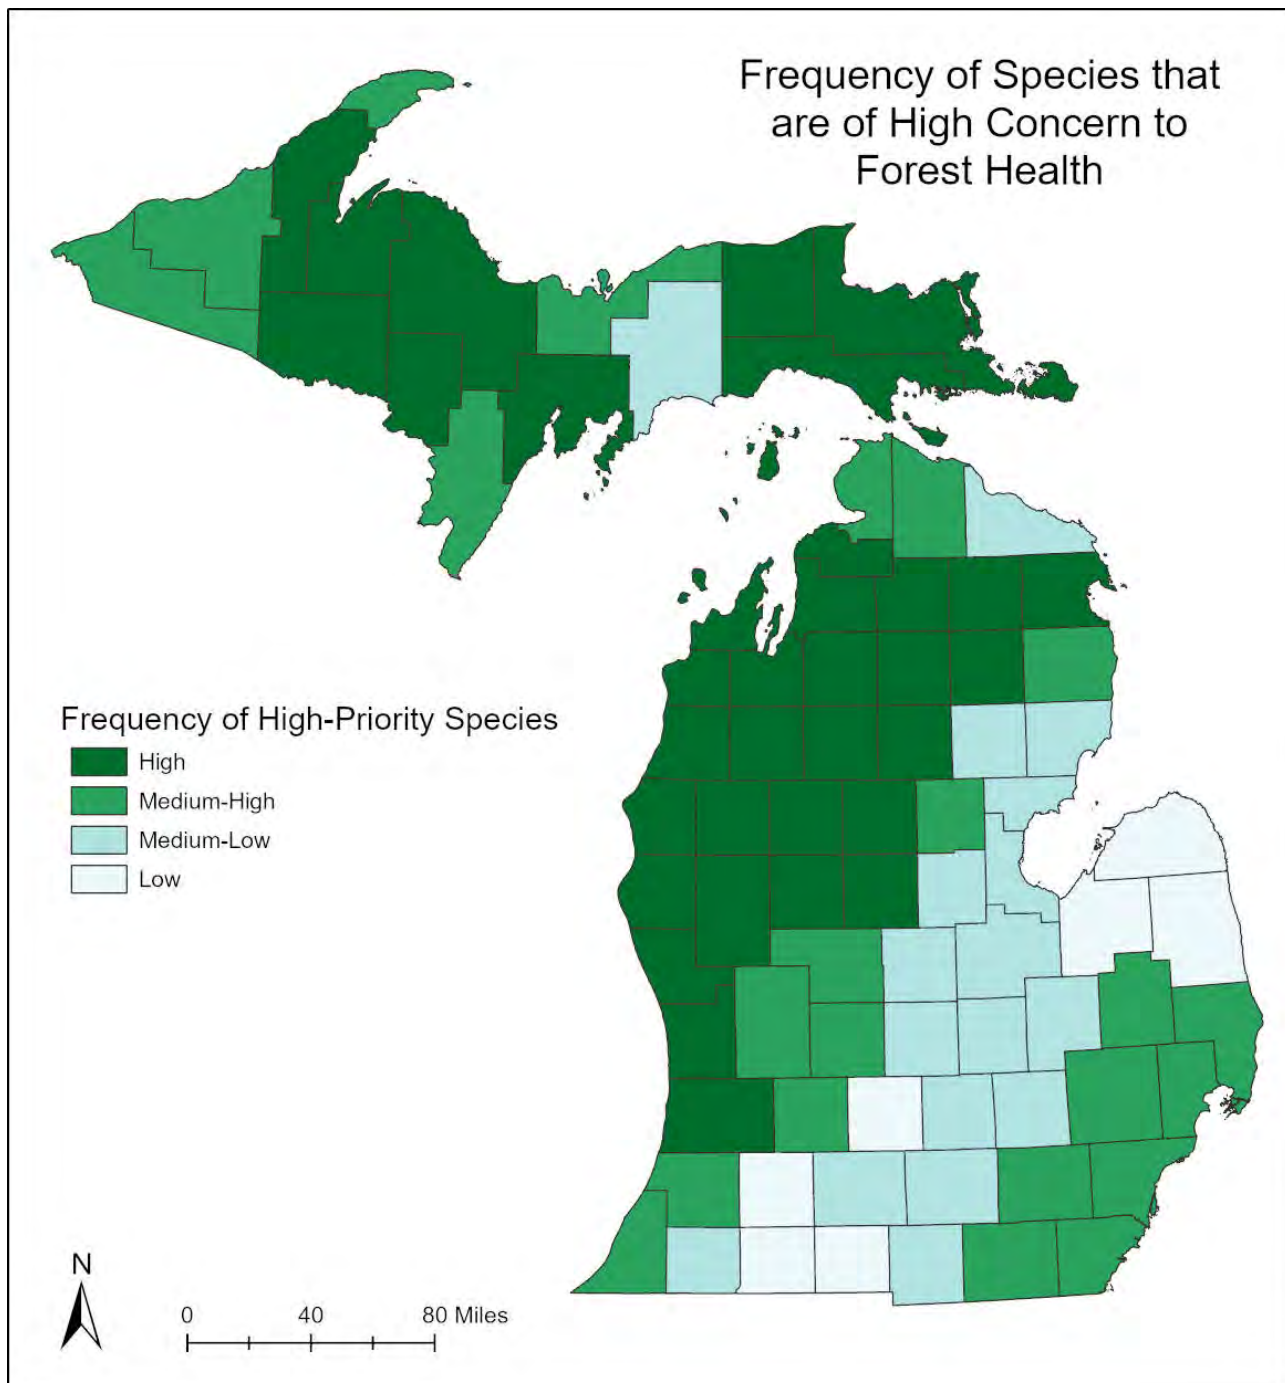 Frequency of Species that
are of High Concern to
Forest Health
Frequency of High-Priority Species
High
Medium-High
Medium-Low
Low
N
0 40 80 Miles